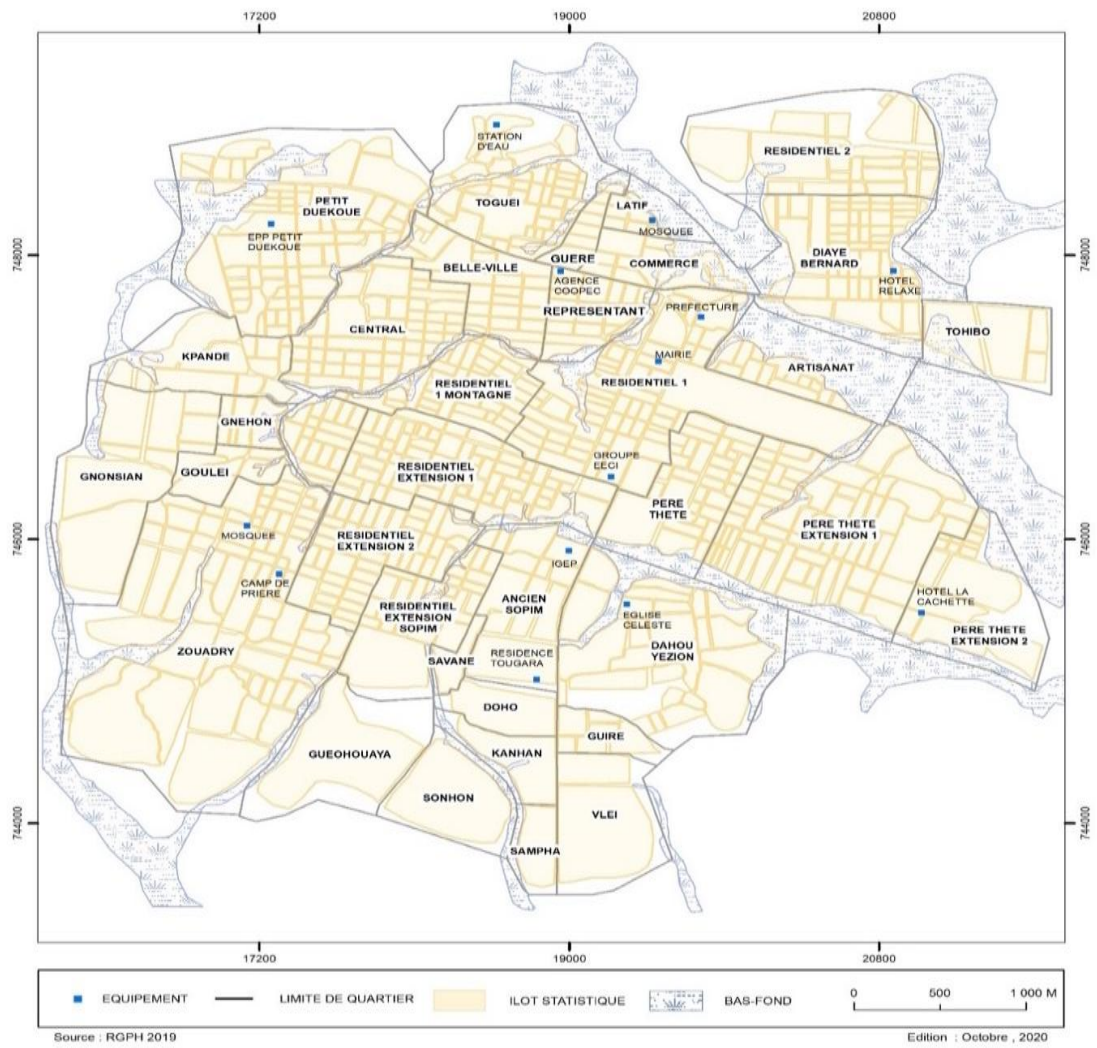 17200 19000 20800
STATION
D'EAU
RESIDENTIEL 2
PETIT
DUEKOUE
TOGUEI
LATIF
MOSQUEE
EPP PETIT
DUEKOUE
748000
748000
GUERE
COMMERCE
DIAYE
BERNARD
BELLE-VILLE
AGENCE
COOPEC
HOTEL
RELAXE
REPRESENTANT
PREFECTURE
CENTRAL
TOHIBO
KPANDE
MAIRIE
ARTISANAT
RESIDENTIEL
1 MONTAGNE
RESIDENTIEL 1
GNEHON
GROUPE
EECI
GNONSIAN
GOULEI
RESIDENTIEL
EXTENSION 1
PERE
THETE
PERE THETE
EXTENSION 1
MOSQUEE
RESIDENTIEL
EXTENSION 2
746000
746000
IGEP
CAMP DE
PRIERE
HOTEL LA
CACHETTE
RESIDENTIEL
EXTENSION
SOPIM
ANCIEN
SOPIM
EGLISE
CELESTE
PERE THETE
EXTENSION 2
ZOUADRY
SAVANE
RESIDENCE
TOUGARA
DAHOU
YEZION
DOHO
GUIRE
GUEOHOUAYA
KANHAN
SONHON
VLEI
744000
744000
SAMPHA
17200 19000 20800
EQUIPEMENT LIMITE DE QUARTIER ILOT STATISTIQUE BAS-FOND 0 500 1 000 M
Source : RGPH 2019 Edition : Octobre , 2020